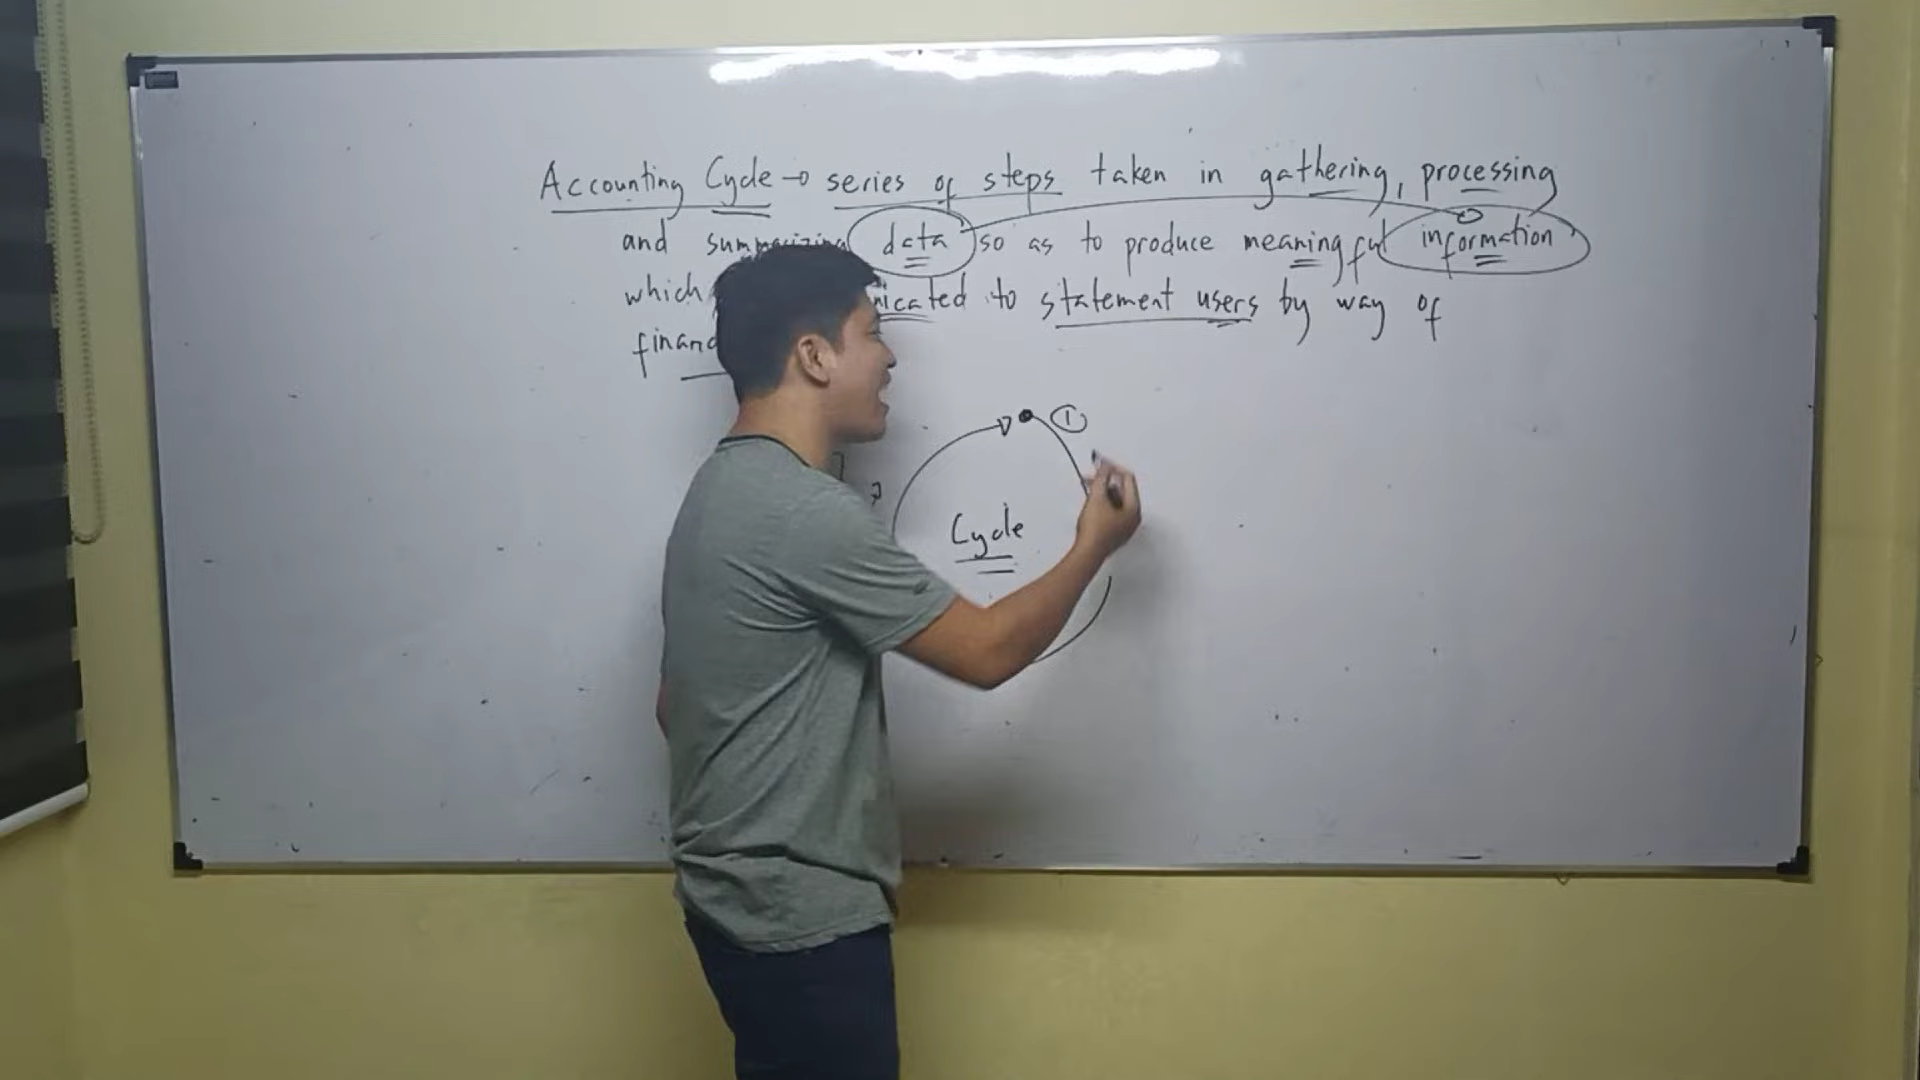 Accounting Cycle → series of steps taken in gathering, processing
and summarizing data so as to produce meaningful information
which to statement users by way of
①
Cycle